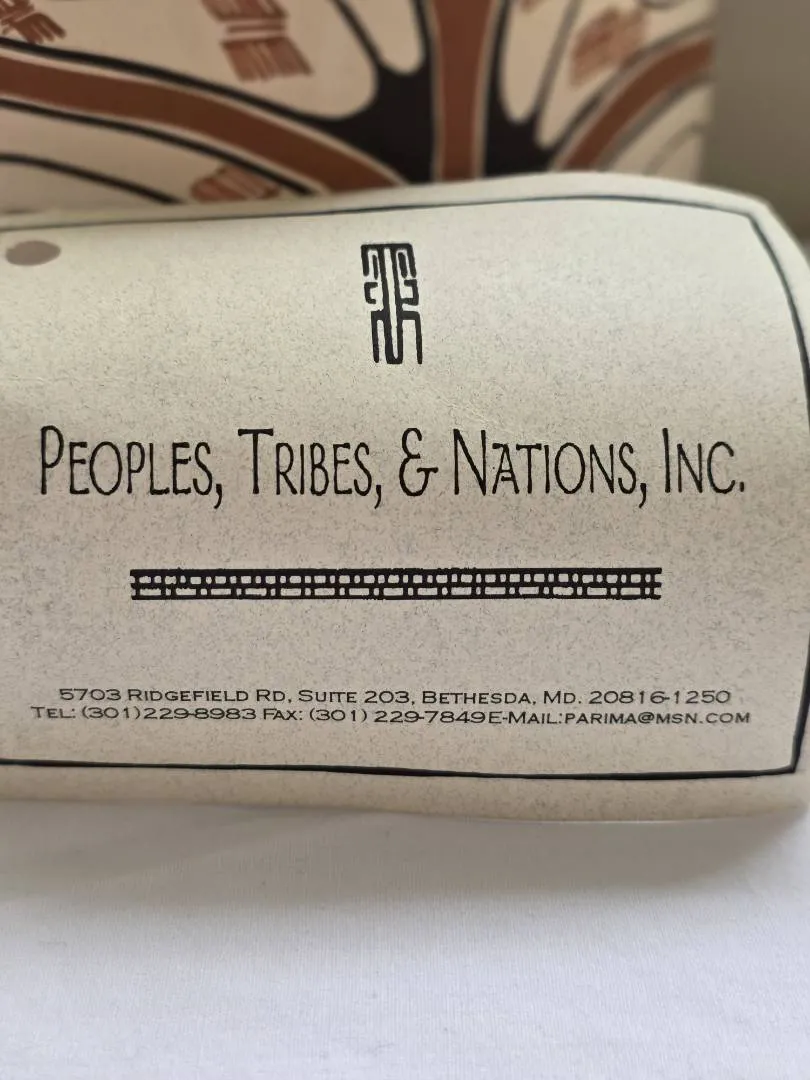 PEOPLES, TRIBES, & NATIONS, INC.
5703 RIDGEFIELD RD, SUITE 203, BETHESDA, MD. 20816-1250
TEL: (301)229-8983 FAX: (301) 229-7849 E-MAIL:PARIMA@MSN.COM